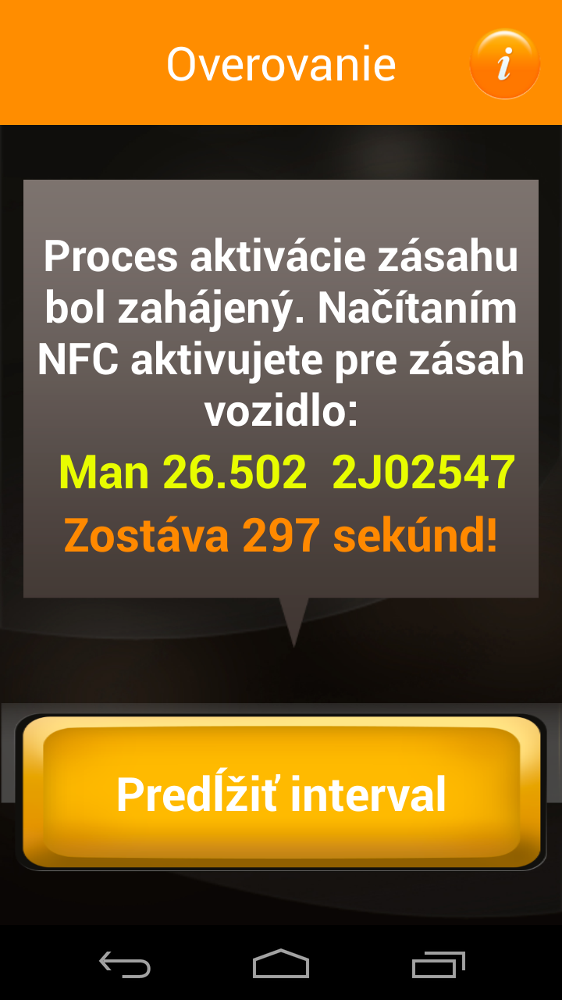 Overovanie
i
Proces aktivácie zásahu
bol zahájený. Načítaním
NFC aktivujete pre zásah
vozidlo:
Man 26.502  2J02547
Zostáva 297 sekúnd!
Predĺžiť interval